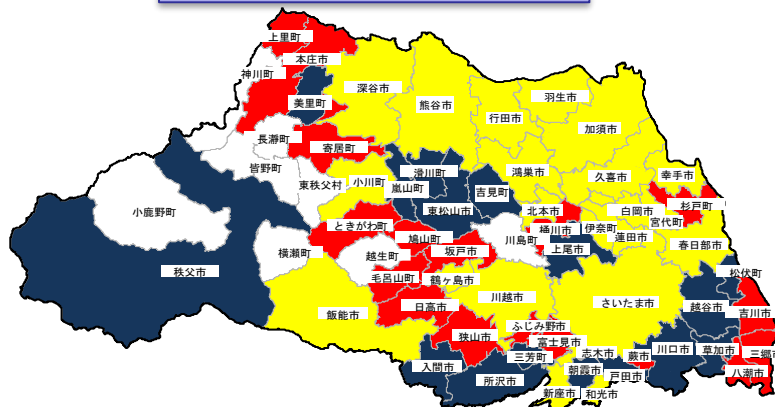 上里町
本庄市
神川町
美里町
深谷市
熊谷市
羽生市
行田市
加須市
長瀞町
寄居町
皆野町
東秩父村
小川町
滑川町
嵐山町
吉見町
鴻巣市
久喜市
幸手市
小鹿野町
東松山市
北本市
白岡市
杉戸町
宮代町
ときがわ町
鳩山町
桶川市
伊奈町
蓮田市
春日部市
横瀬町
越生町
坂戸市
川島町
上尾市
秩父市
毛呂山町
鶴ヶ島市
松伏町
川越市
さいたま市
越谷市
吉川市
飯能市
日高市
ふじみ野市
狭山市
富士見市
三芳町
志木市
蕨市
川口市
草加市
三郷市
入間市
所沢市
朝霞市
戸田市
八潮市
新座市
和光市